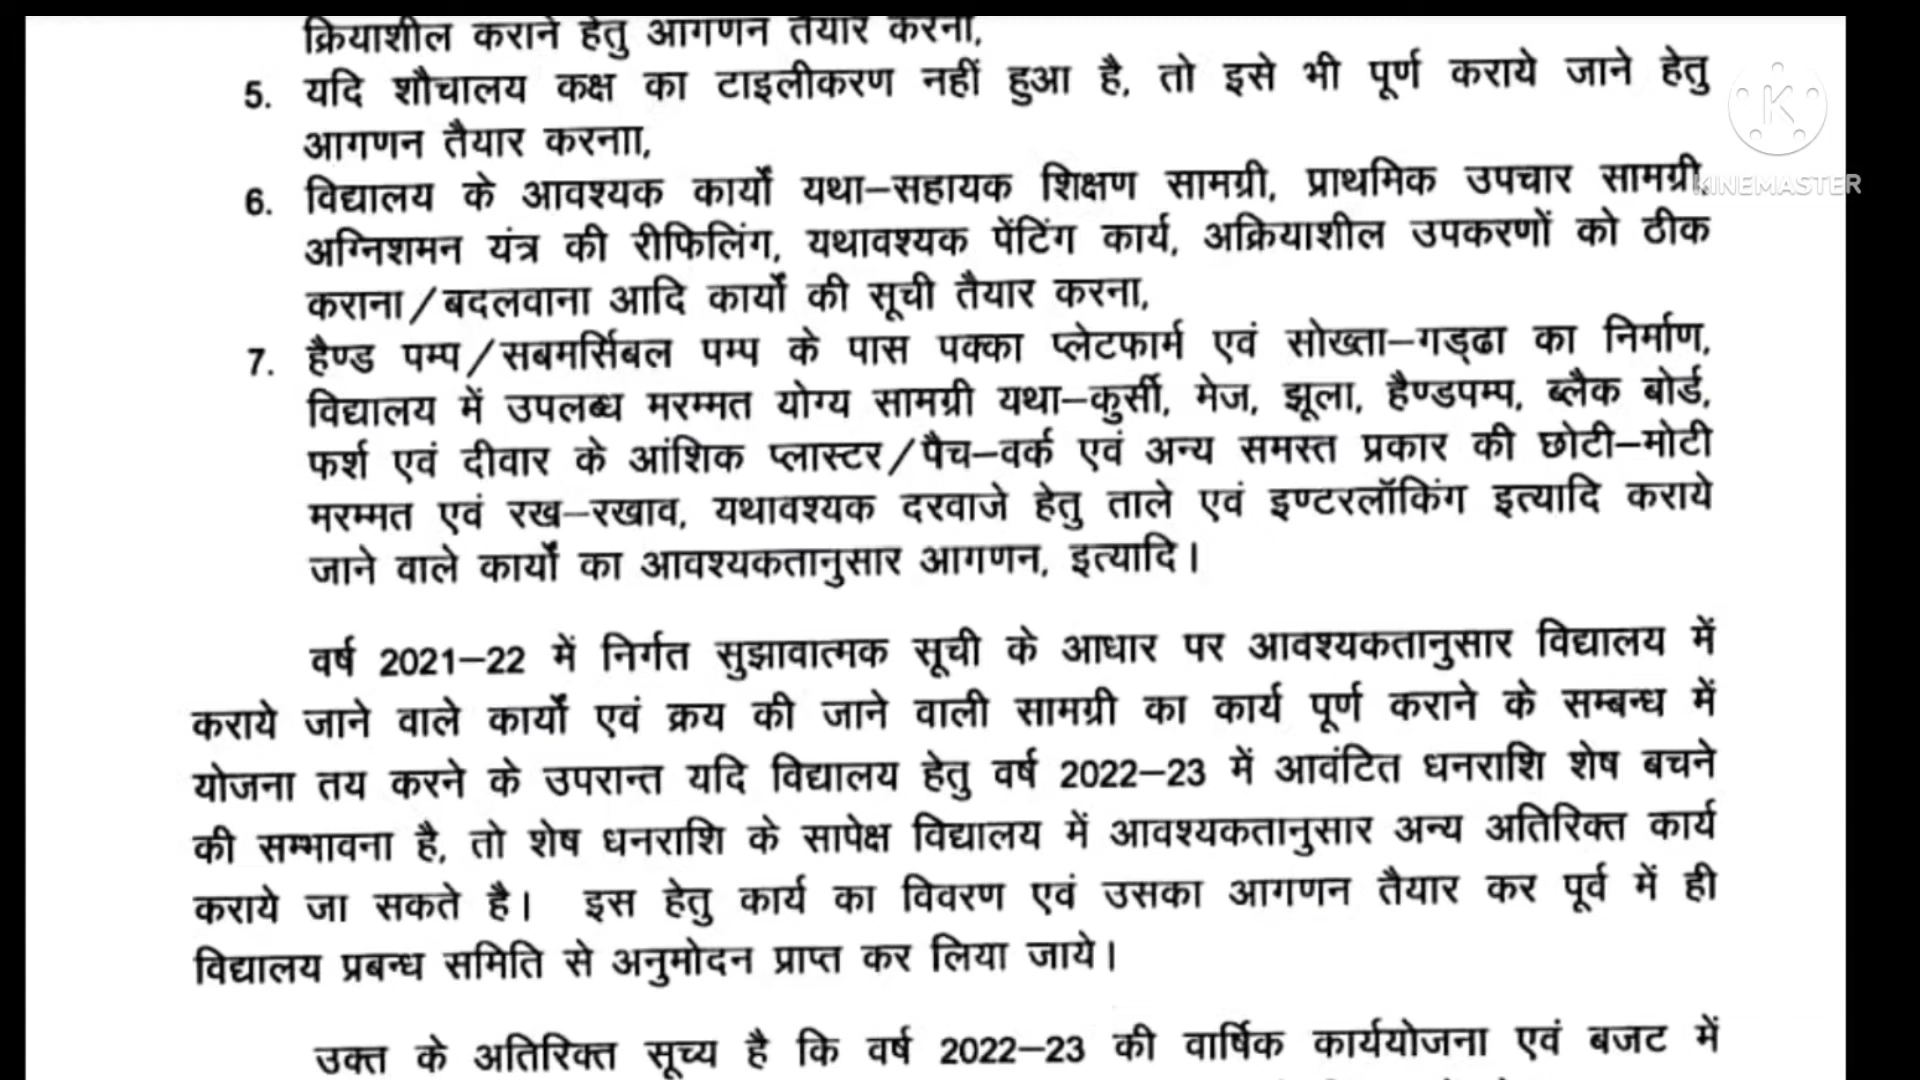 क्रियाशील कराने हेतु आगणन तैयार करना,
5. यदि शौचालय कक्ष का टाइलीकरण नहीं हुआ है, तो इसे भी पूर्ण कराये जाने हेतु
आगणन तैयार करनाा,
6. विद्यालय के आवश्यक कार्यों यथा–सहायक शिक्षण सामग्री, प्राथमिक उपचार सामग्री,
अग्निशमन यंत्र की रीफिलिंग, यथावश्यक पेंटिंग कार्य, अक्रियाशील उपकरणों को ठीक
कराना/बदलवाना आदि कार्यों की सूची तैयार करना,
7. हैण्ड पम्प/सबमर्सिबल पम्प के पास पक्का प्लेटफार्म एवं सोख्ता–गड्ढा का निर्माण,
विद्यालय में उपलब्ध मरम्मत योग्य सामग्री यथा–कुर्सी, मेज, झूला, हैण्डपम्प, ब्लैक बोर्ड,
फर्श एवं दीवार के आंशिक प्लास्टर/पैच–वर्क एवं अन्य समस्त प्रकार की छोटी–मोटी
मरम्मत एवं रख–रखाव, यथावश्यक दरवाजे हेतु ताले एवं इण्टरलॉकिंग इत्यादि कराये
जाने वाले कार्यों का आवश्यकतानुसार आगणन, इत्यादि।
वर्ष 2021–22 में निर्गत सुझावात्मक सूची के आधार पर आवश्यकतानुसार विद्यालय में
कराये जाने वाले कार्यों एवं क्रय की जाने वाली सामग्री का कार्य पूर्ण कराने के सम्बन्ध में
योजना तय करने के उपरान्त यदि विद्यालय हेतु वर्ष 2022–23 में आवंटित धनराशि शेष बचने
की सम्भावना है, तो शेष धनराशि के सापेक्ष विद्यालय में आवश्यकतानुसार अन्य अतिरिक्त कार्य
कराये जा सकते है। इस हेतु कार्य का विवरण एवं उसका आगणन तैयार कर पूर्व में ही
विद्यालय प्रबन्ध समिति से अनुमोदन प्राप्त कर लिया जाये।
उक्त के अतिरिक्त सूच्य है कि वर्ष 2022–23 की वार्षिक कार्ययोजना एवं बजट में
K
KINEMASTER